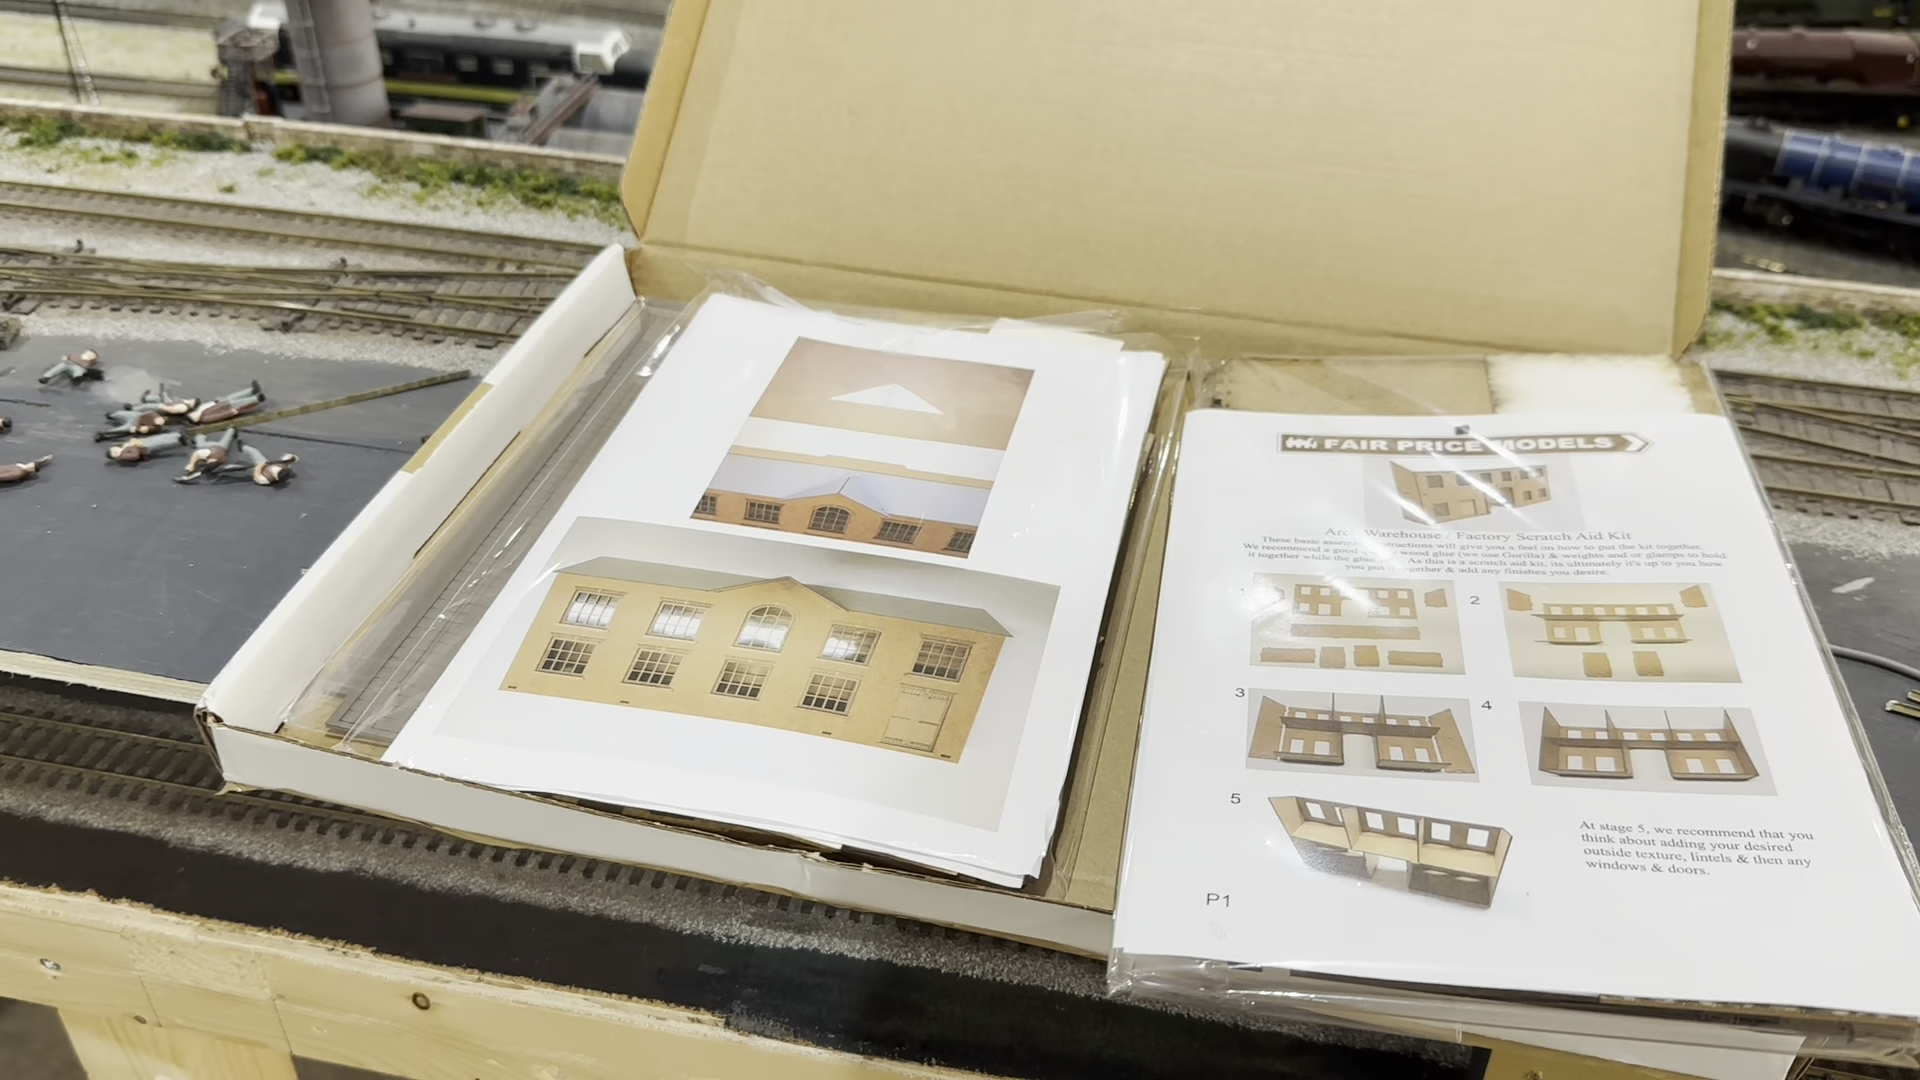 FAIR PRICE MODELS
Warehouse / Factory Scratch Aid Kit
These basic instructions will give you a feel on how to put the kit together.
We recommend a good wood glue (we use Gorilla) & weights and or clamps to hold
it together while the glue As this is a scratch aid kit, its ultimately it's up to you how
you put together & add any finishes you desire.
1
2
3
4
5
At stage 5, we recommend that you
think about adding your desired
outside texture, lintels & then any
windows & doors.
P1